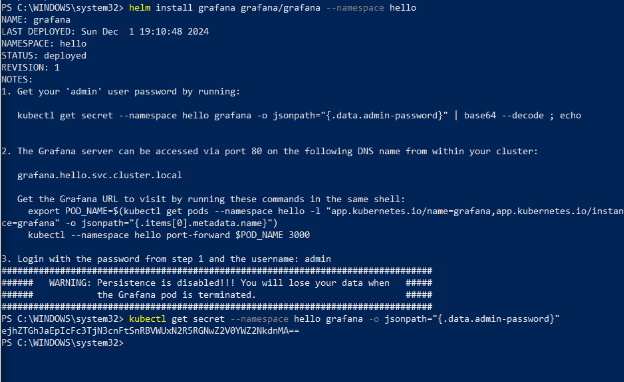 PS C:\WINDOWS\system32> helm install grafana grafana/grafana --namespace hello
NAME: grafana
LAST DEPLOYED: Sun Dec  1 19:10:48 2024
NAMESPACE: hello
STATUS: deployed
REVISION: 1
NOTES:
1. Get your 'admin' user password by running:
kubectl get secret --namespace hello grafana -o jsonpath="{.data.admin-password}" | base64 --decode ; echo
2. The Grafana server can be accessed via port 80 on the following DNS name from within your cluster:
grafana.hello.svc.cluster.local
Get the Grafana URL to visit by running these commands in the same shell:
export POD_NAME=$(kubectl get pods --namespace hello -l "app.kubernetes.io/name=grafana,app.kubernetes.io/instan
ce=grafana" -o jsonpath="{.items[0].metadata.name}")
kubectl --namespace hello port-forward $POD_NAME 3000
3. Login with the password from step 1 and the username: admin
#################################################################################
######   WARNING: Persistence is disabled!!! You will lose your data when   #####
######            the Grafana pod is terminated.                            #####
#################################################################################
PS C:\WINDOWS\system32> kubectl get secret --namespace hello grafana -o jsonpath="{.data.admin-password}"
PS C:\WINDOWS\system32>